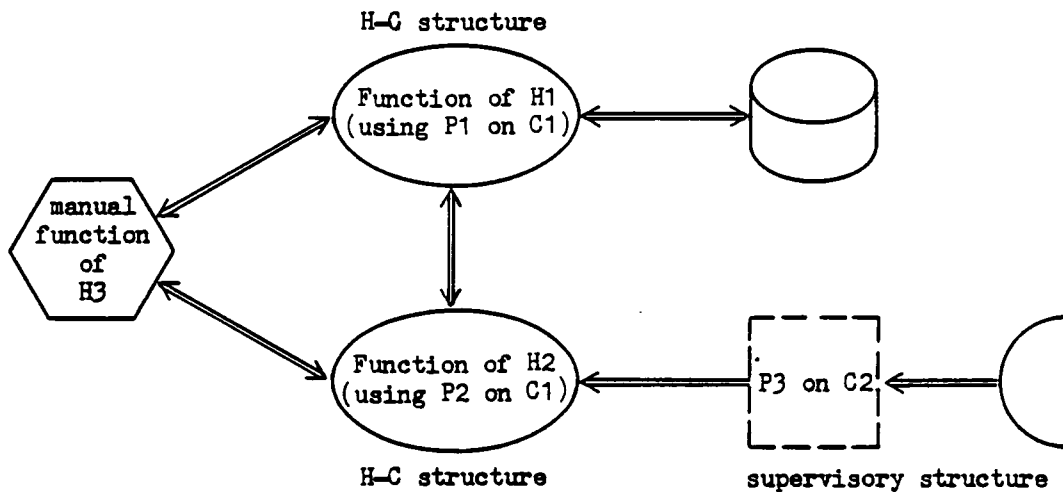 H-C structure
Function of H1
(using P1 on C1)
manual
function
of
H3
Function of H2
(using P2 on C1)
P3 on C2
H-C structure
supervisory structure